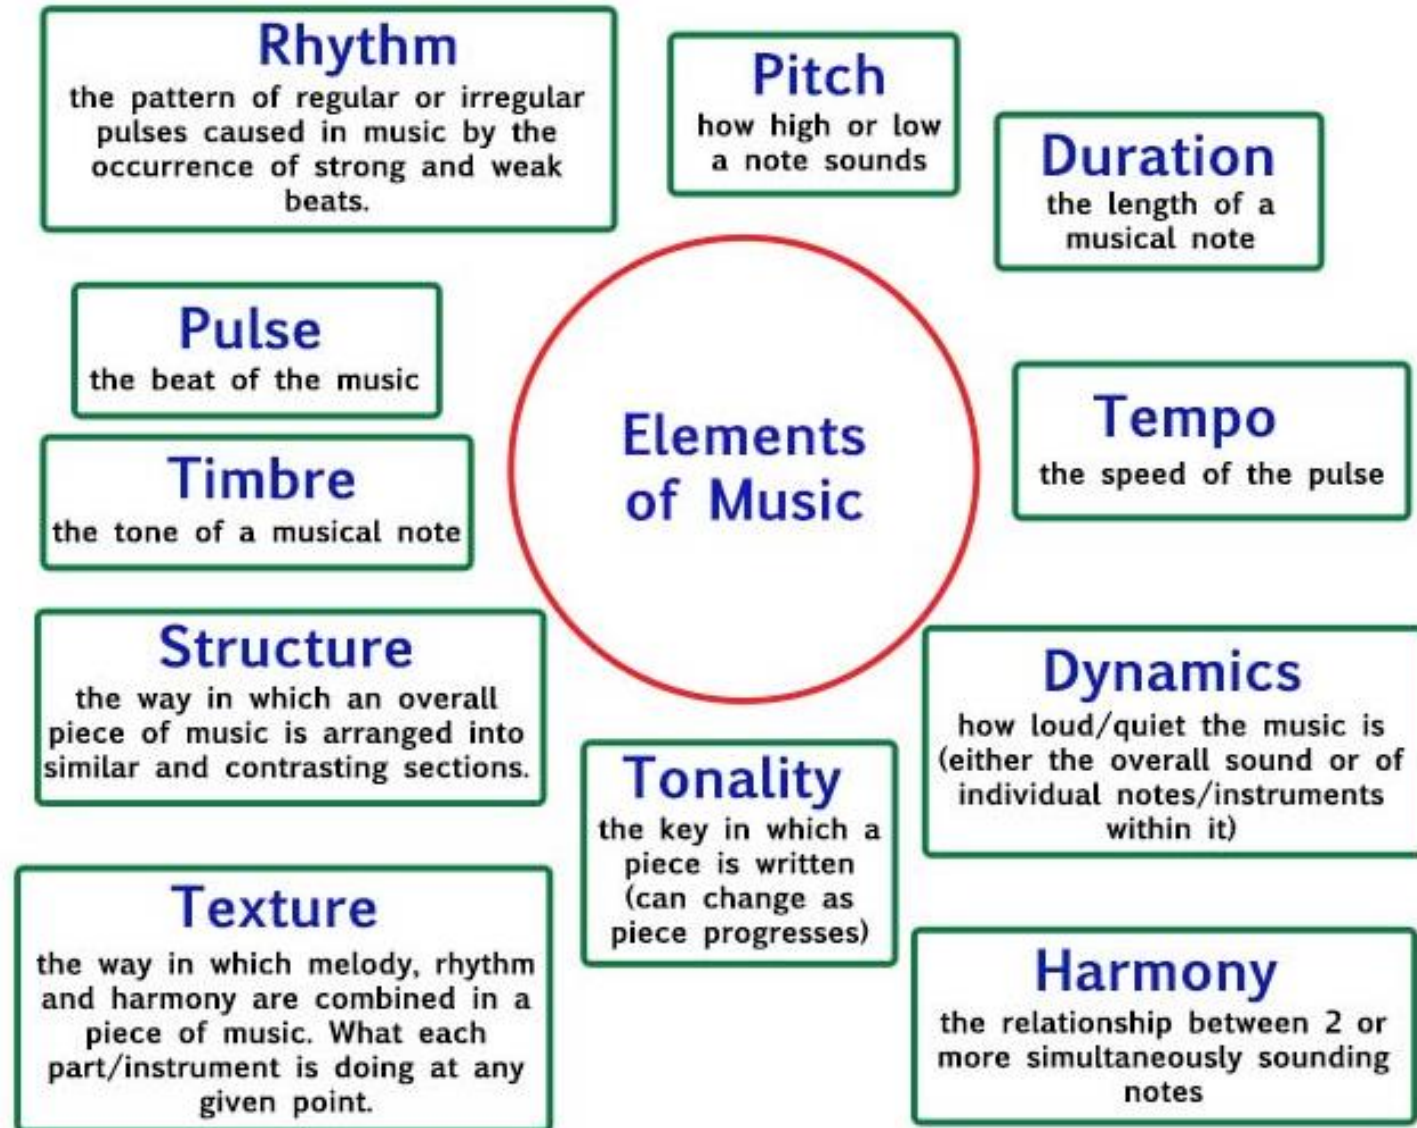 Rhythm
the pattern of regular or irregular
pulses caused in music by the
occurrence of strong and weak
beats.
Pitch
how high or low
a note sounds
Duration
the length of a
musical note
Pulse
the beat of the music
Timbre
the tone of a musical note
Elements
of Music
Tempo
the speed of the pulse
Structure
the way in which an overall
piece of music is arranged into
similar and contrasting sections.
Dynamics
how loud/quiet the music is
(either the overall sound or of
individual notes/instruments
within it)
Tonality
the key in which a
piece is written
(can change as
piece progresses)
Texture
the way in which melody, rhythm
and harmony are combined in a
piece of music. What each
part/instrument is doing at any
given point.
Harmony
the relationship between 2 or
more simultaneously sounding
notes